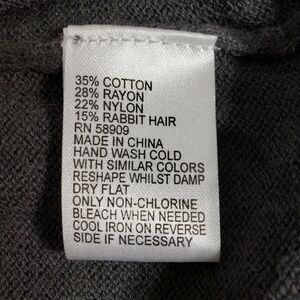 35% COTTON
28% RAYON
22% NYLON
15% RABBIT HAIR
RN 58909
MADE IN CHINA
HAND WASH COLD
WITH SIMILAR COLORS
RESHAPE WHILST DAMP
DRY FLAT
ONLY NON-CHLORINE
BLEACH WHEN NEEDED
COOL IRON ON REVERSE
SIDE IF NECESSARY